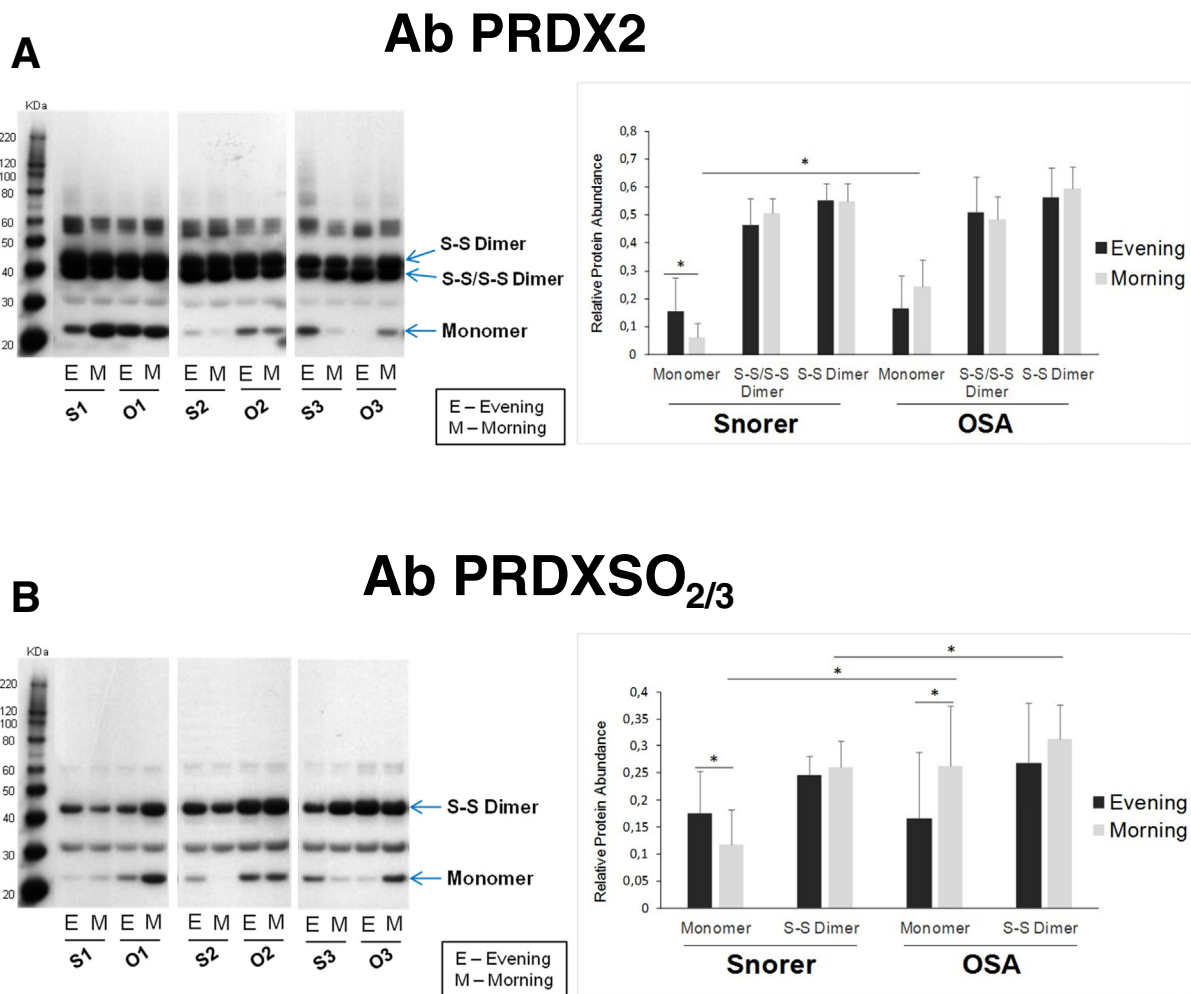 Ab PRDX2
A
KDa
220
120
100
80
60
50
40
30
20
S-S Dimer
S-S/S-S Dimer
Monomer
E M E M E M E M E M E M
S1 O1 S2 O2 S3 O3
E – Evening
M – Morning
Relative Protein Abundance
0,8
0,7
0,6
0,5
0,4
0,3
0,2
0,1
0
*
*
Monomer S-S/S-S Dimer S-S Dimer Monomer S-S/S-S Dimer S-S Dimer
Snorer OSA
Evening
Morning
Ab PRDXSO2/3
B
KDa
220
120
100
80
60
50
40
30
20
S-S Dimer
Monomer
E M E M E M E M E M E M
S1 O1 S2 O2 S3 O3
E – Evening
M – Morning
Relative Protein Abundance
0,4
0,35
0,3
0,25
0,2
0,15
0,1
0,05
0
*
*
*
*
Monomer S-S Dimer Monomer S-S Dimer
Snorer OSA
Evening
Morning